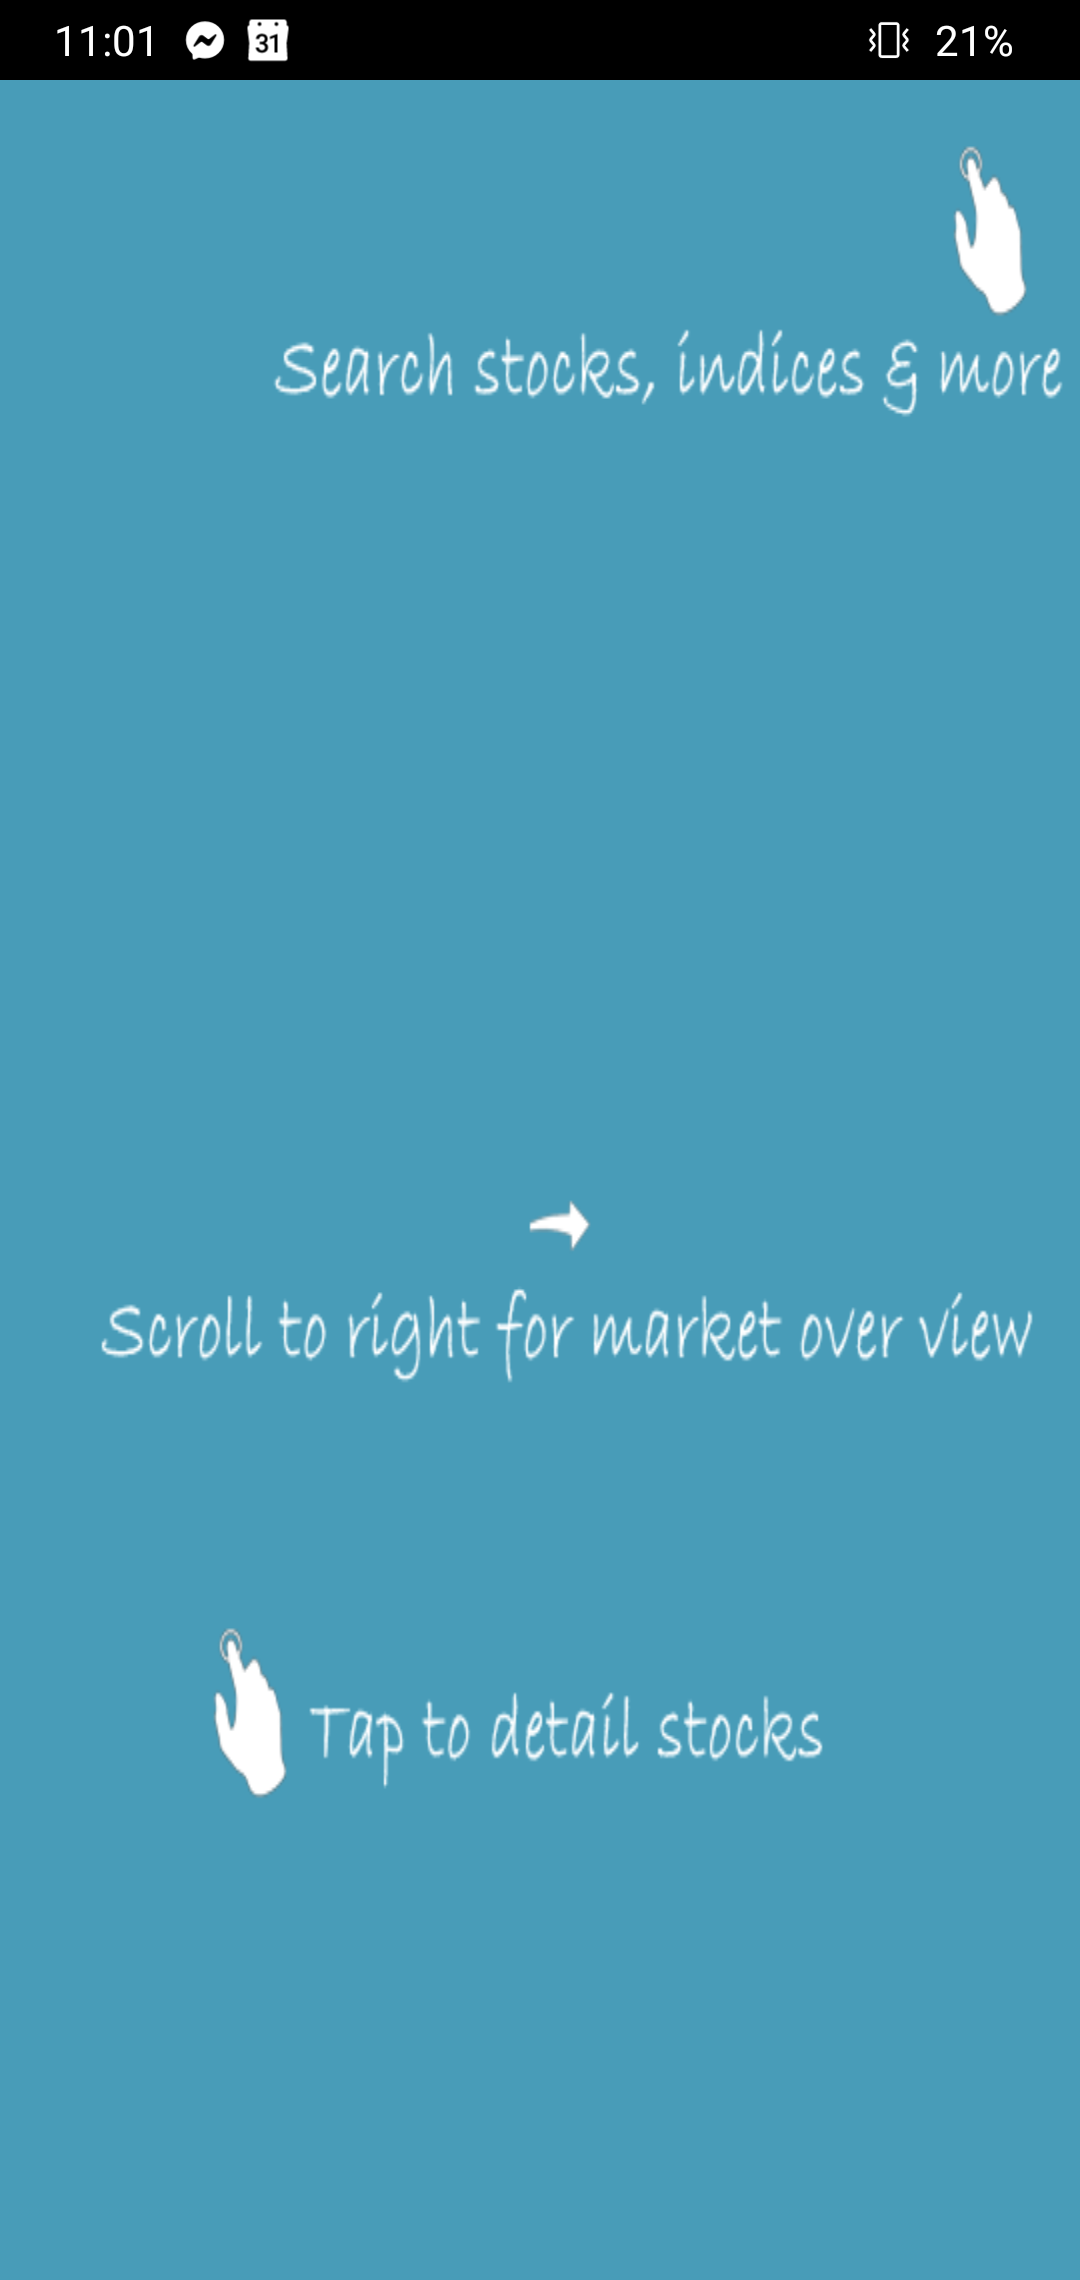 11:01 31 21%
Search stocks, indices & more
Scroll to right for market over view
Tap to detail stocks